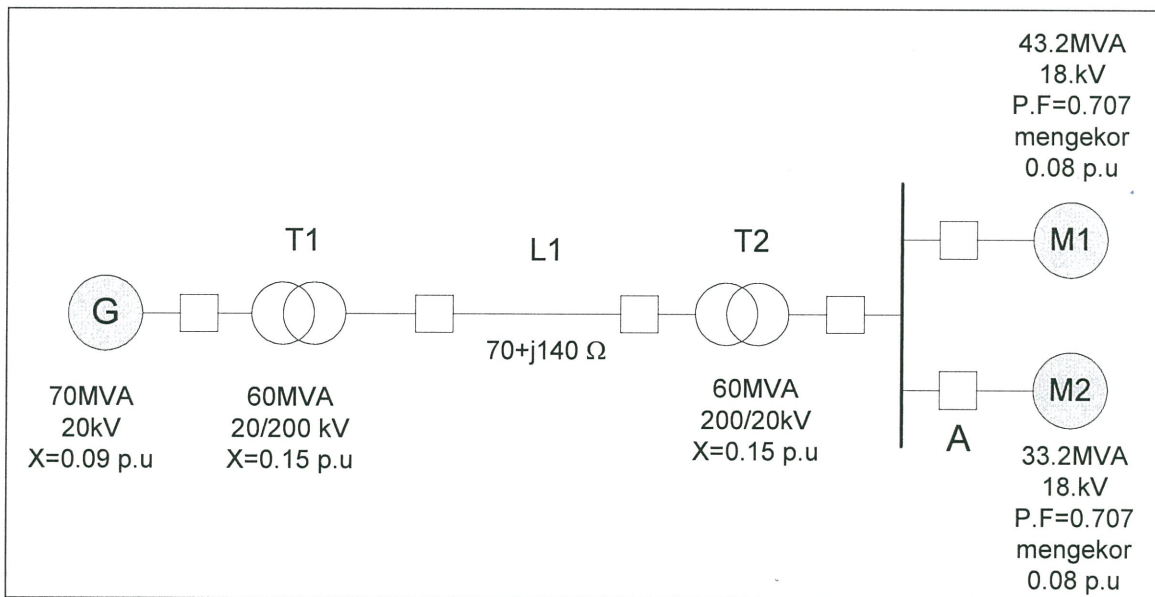 43.2MVA
18.kV
P.F=0.707
mengekor
0.08 p.u
T1
L1
T2
M1
G
70+j140 Ω
M2
A
70MVA
20kV
X=0.09 p.u
60MVA
20/200 kV
X=0.15 p.u
60MVA
200/20kV
X=0.15 p.u
33.2MVA
18.kV
P.F=0.707
mengekor
0.08 p.u